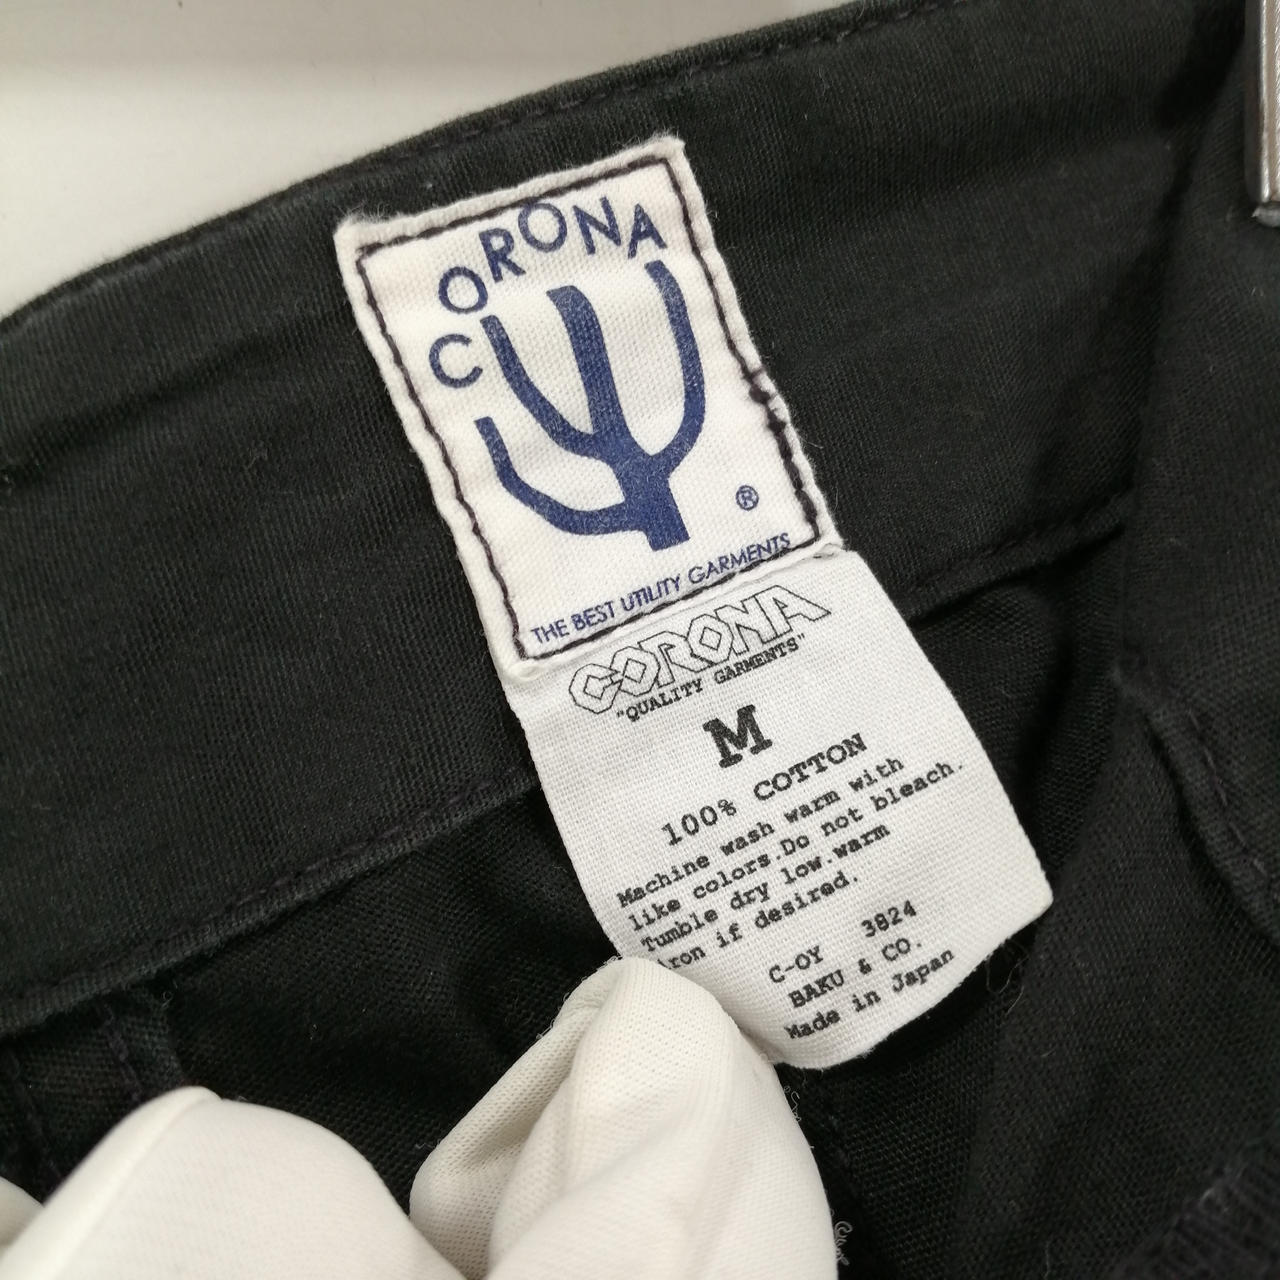 CORONA
®
THE BEST UTILITY GARMENTS
CORONA
"QUALITY GARMENTS"
M
100% COTTON
Machine wash warm with
like colors.Do not bleach.
Tumble dry low.warm
iron if desired.
C-OY 3824
BAKU & CO.
Made in Japan